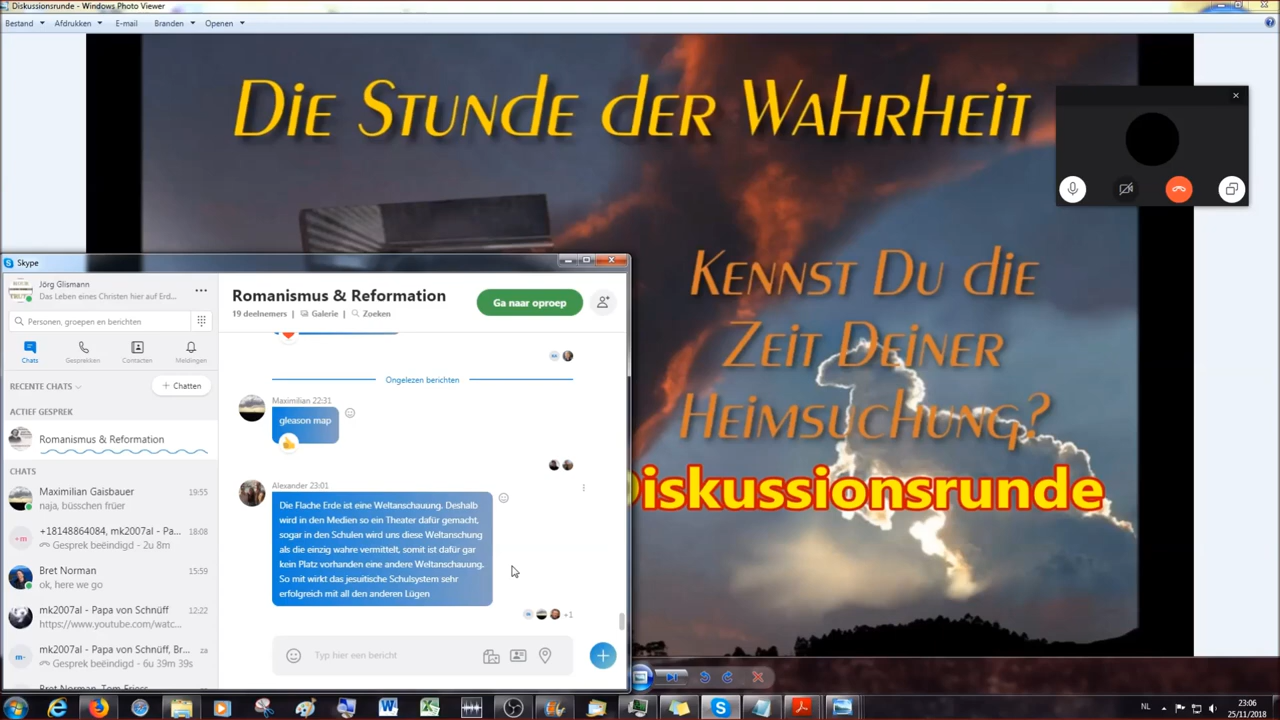 Diskussionsrunde - Windows Photo Viewer
Bestand
Afdrukken
E-mail
Branden
Openen
Die Stunde der Wahrheit
Kennst Du die
Zeit Deiner
Heimsuchung?
Diskussionsrunde
Skype
Jörg Glismann
Das Leben eines Christen hier auf Erd...
Personen, groepen en berichten
Chats
Gesprekken
Contacten
Meldingen
RECENTE CHATS
Chatten
ACTIEF GESPREK
Romanismus & Reformation
CHATS
Maximilian Gaisbauer
19:55
naja, büsschen früer
+18148864084, mk2007al - Pa...
18:08
Gesprek beëindigd - 2u 8m
Bret Norman
15:59
ok, here we go
mk2007al - Papa von Schnüff
12:22
https://www.youtube.com/watc...
mk2007al - Papa von Schnüff, Br...
za
Gesprek beëindigd - 6u 39m 39s
Bret Norman, Tom Friess
Romanismus & Reformation
19 deelnemers
Galerie
Zoeken
Ga naar oproep
Ongelezen berichten
Maximilian 22:31
gleason map
Alexander 23:01
Die Flache Erde ist eine Weltanschauung. Deshalb
wird in den Medien so ein Theater dafür gemacht,
sogar in den Schulen wird uns diese Weltanschung
als die einzig wahre vermittelt, somit ist dafür gar
kein Platz vorhanden eine andere Weltanschauung.
So mit wirkt das jesuitische Schulsystem sehr
erfolgreich mit all den anderen Lügen
+1
Typ hier een bericht
NL
23:06
25/11/2018